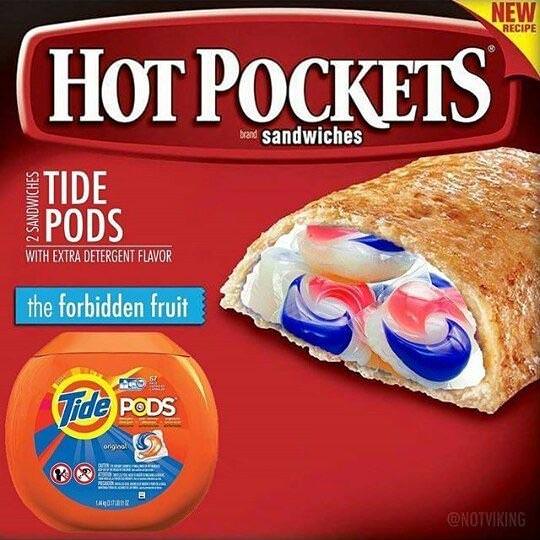 NEW
RECIPE
HOT POCKETS®
brand sandwiches
2 SANDWICHES
TIDE
PODS
WITH EXTRA DETERGENT FLAVOR
the forbidden fruit
57
Tide PODS
original
@NOTVIKING